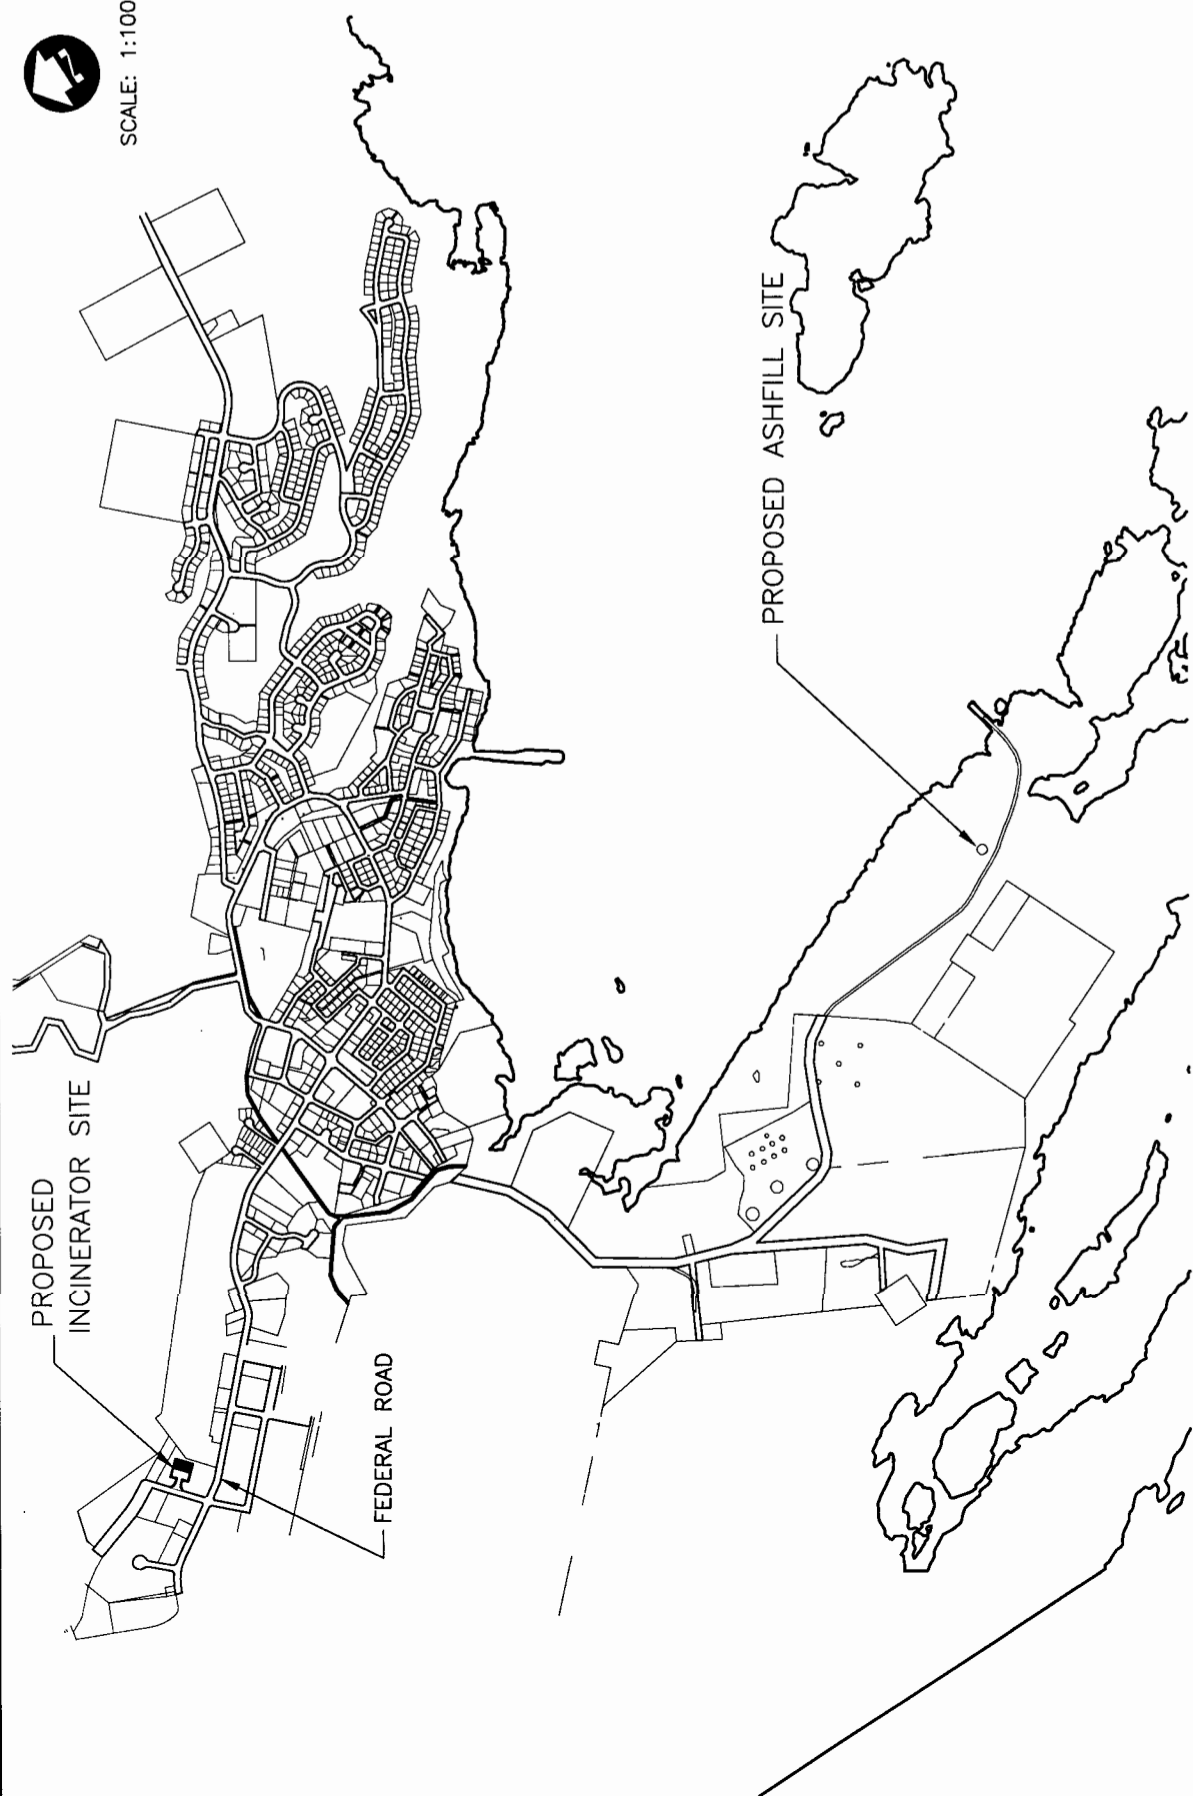 N
SCALE: 1:100
PROPOSED
INCINERATOR SITE
FEDERAL ROAD
PROPOSED ASHFILL SITE